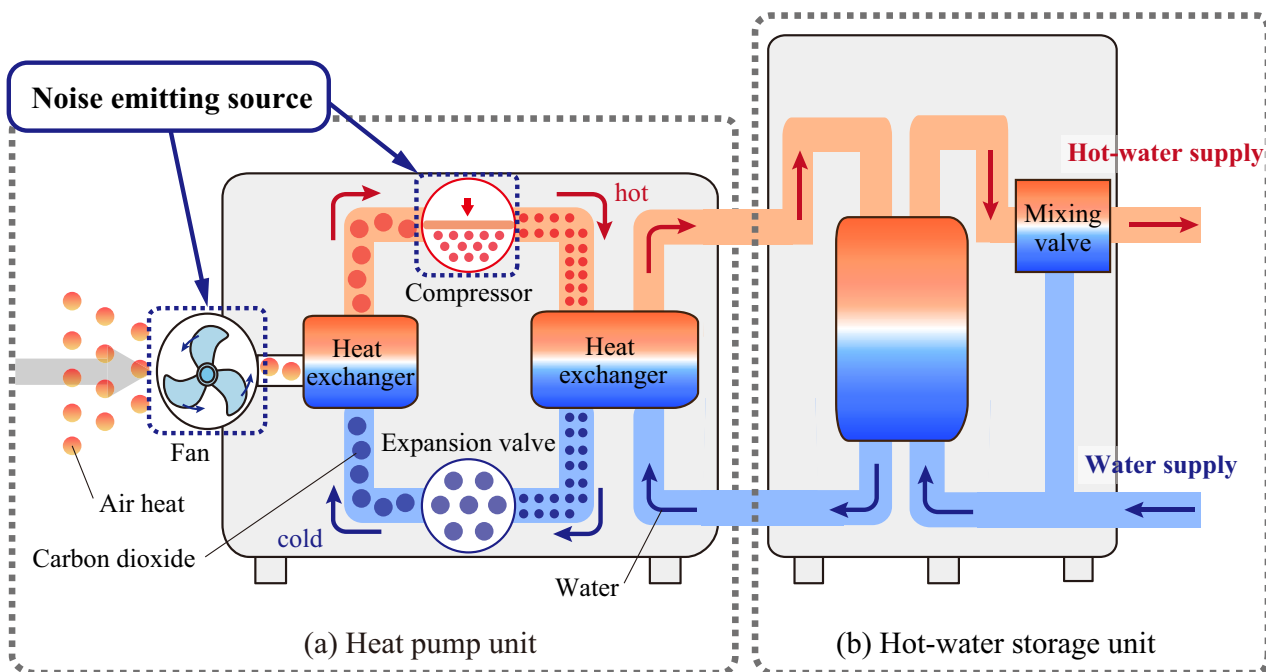 Noise emitting source
hot
Compressor
Heat
exchanger
Heat
exchanger
Fan
Expansion valve
Air heat
cold
Carbon dioxide
Water
(a) Heat pump unit
Hot-water supply
Mixing
valve
Water supply
(b) Hot-water storage unit